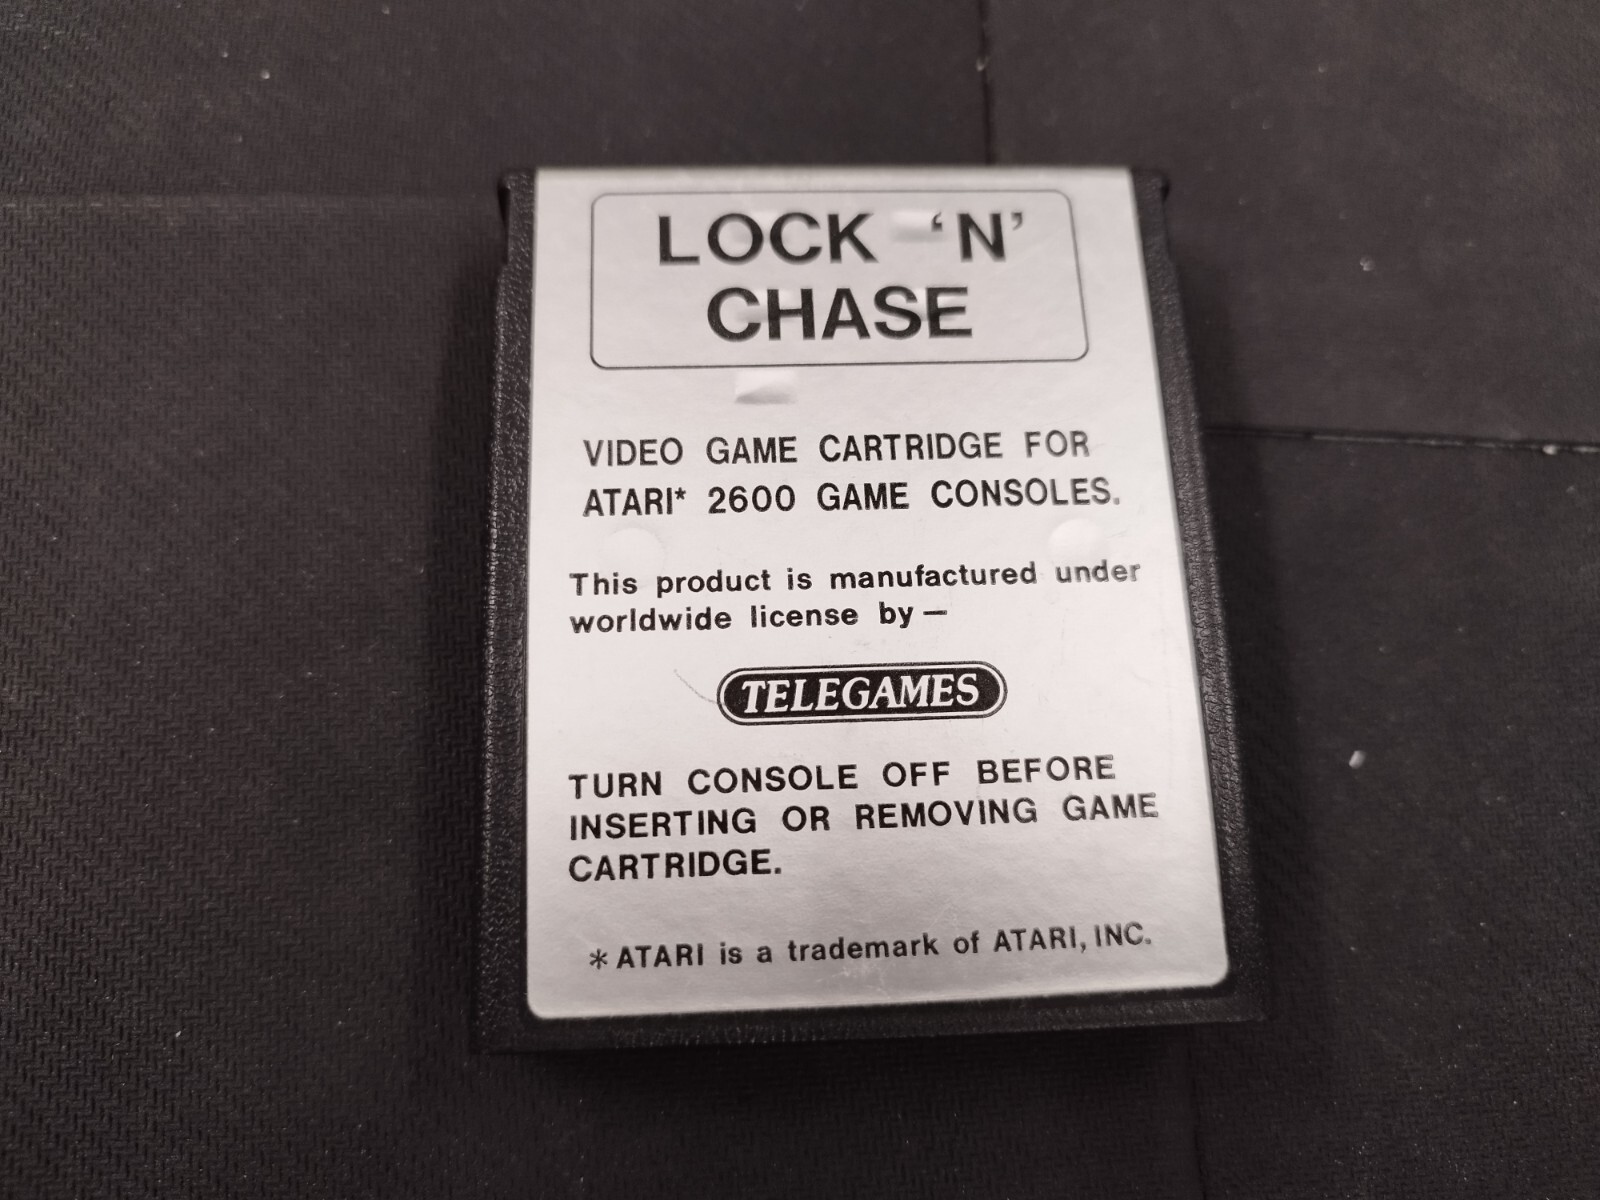 LOCK 'N'
CHASE
VIDEO GAME CARTRIDGE FOR
ATARI* 2600 GAME CONSOLES.
This product is manufactured under
worldwide license by —
TELEGAMES
TURN CONSOLE OFF BEFORE
INSERTING OR REMOVING GAME
CARTRIDGE.
* ATARI is a trademark of ATARI, INC.